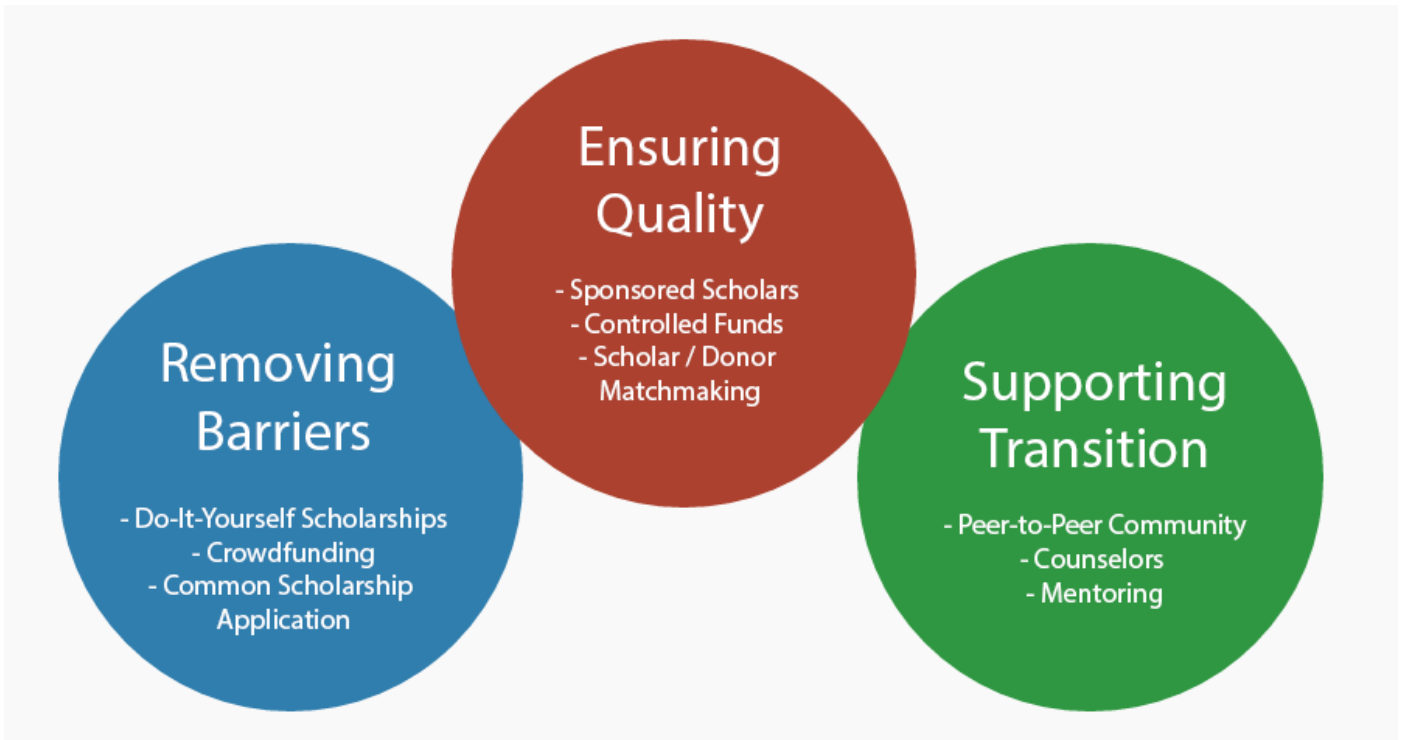 Ensuring
Quality
- Sponsored Scholars
- Controlled Funds
- Scholar / Donor
Matchmaking
Removing
Barriers
- Do-It-Yourself Scholarships
- Crowdfunding
- Common Scholarship
Application
Supporting
Transition
- Peer-to-Peer Community
- Counselors
- Mentoring